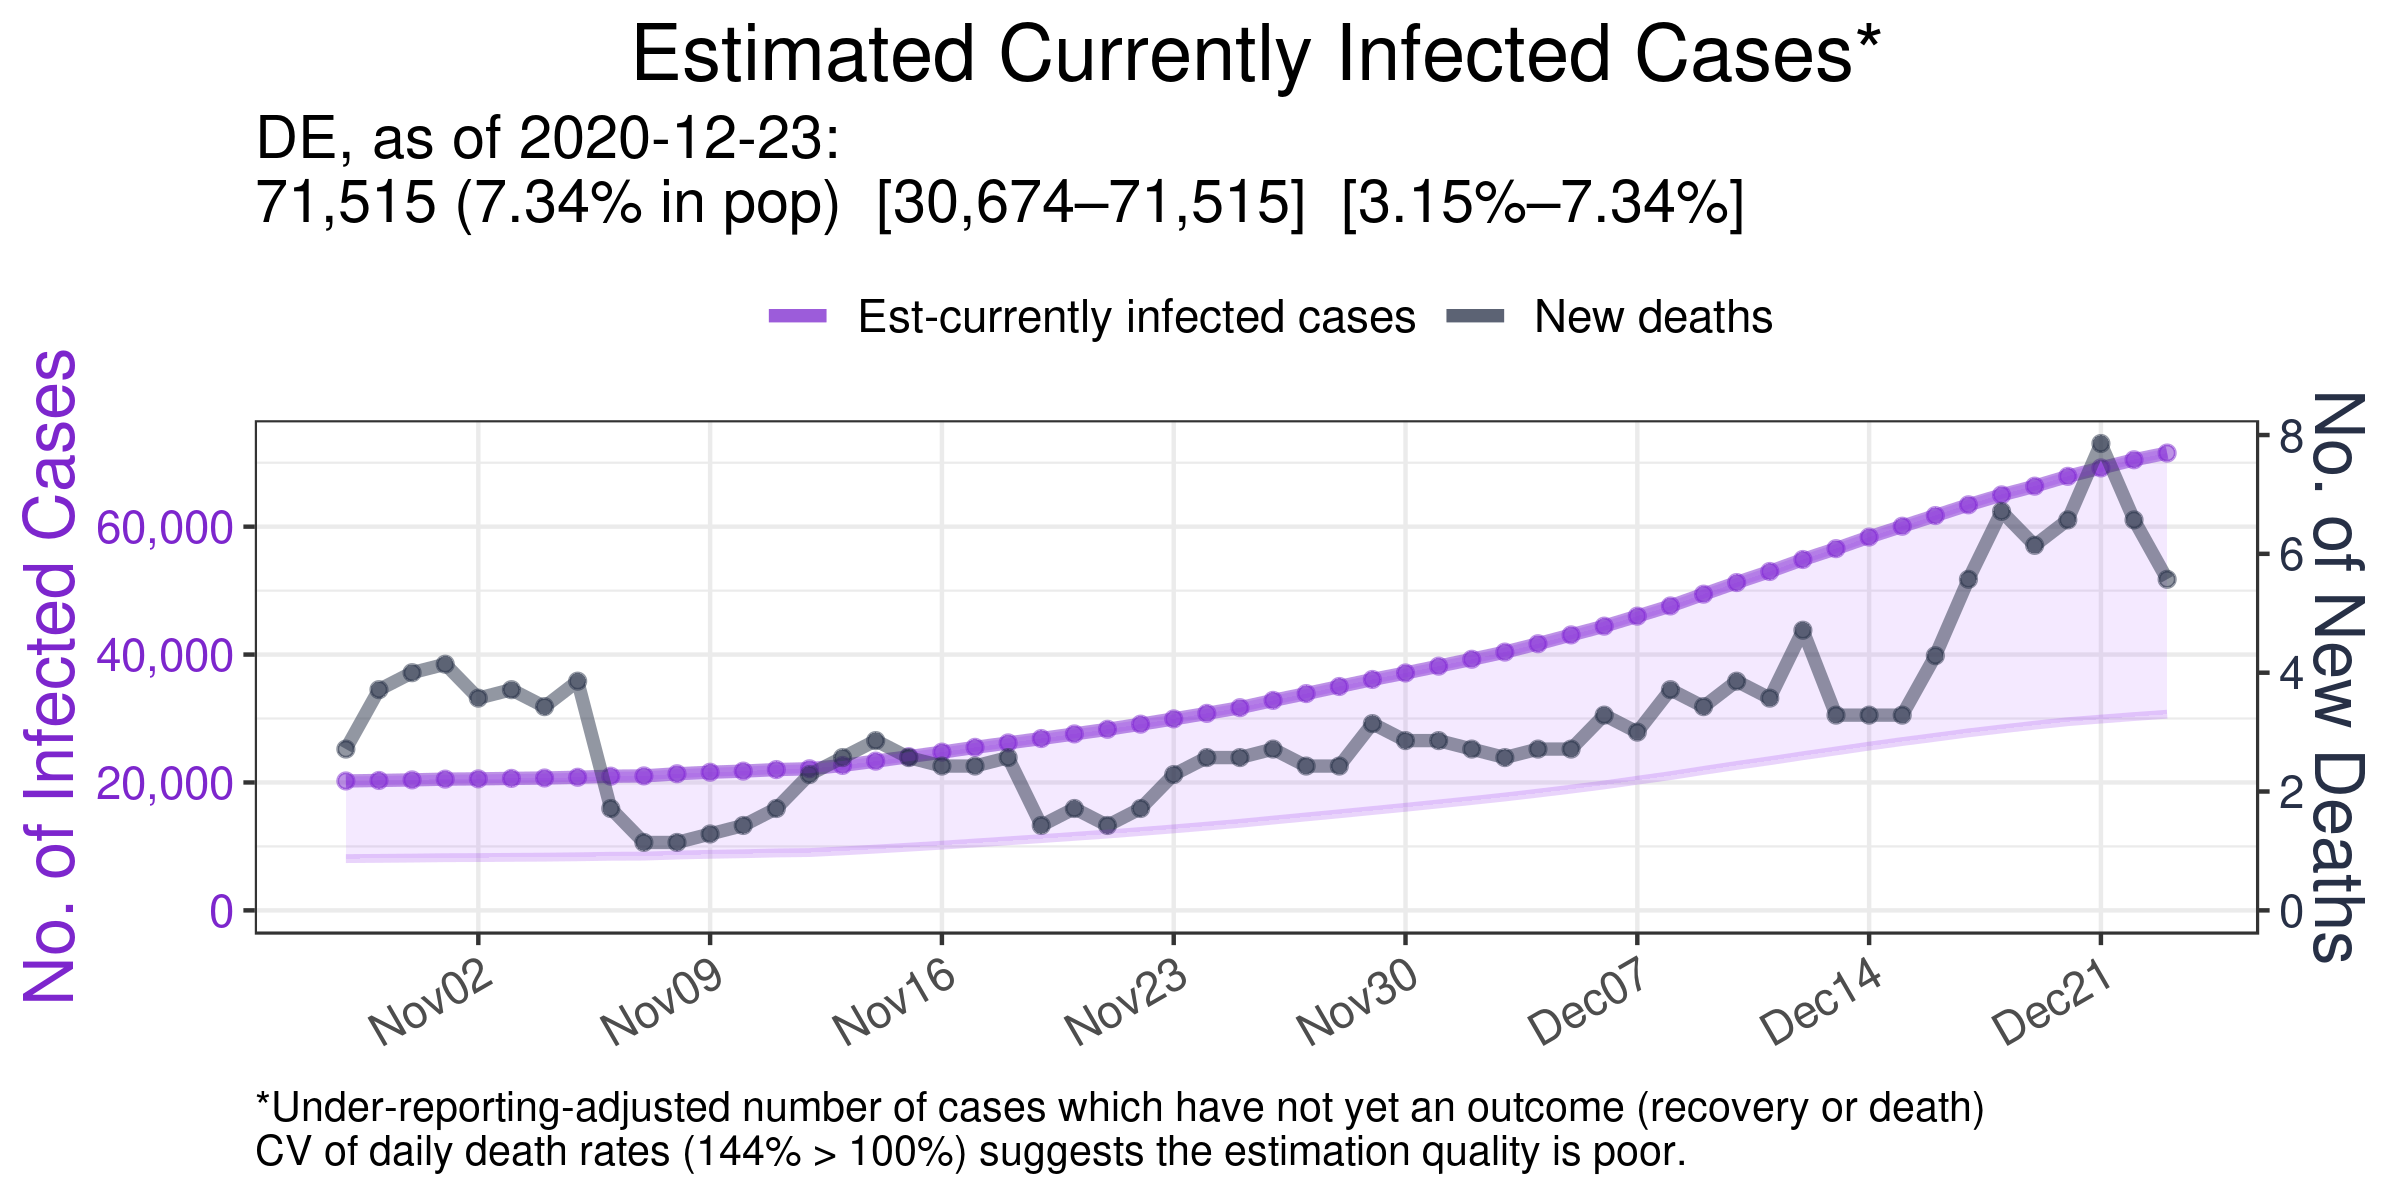 Estimated Currently Infected Cases*
DE, as of 2020-12-23:
71,515 (7.34% in pop)  [30,674–71,515]  [3.15%–7.34%]
Est-currently infected cases
New deaths
No. of Infected Cases
60,000
40,000
20,000
0
8
6
4
2
0
No. of New Deaths
Nov02
Nov09
Nov16
Nov23
Nov30
Dec07
Dec14
Dec21
*Under-reporting-adjusted number of cases which have not yet an outcome (recovery or death)
CV of daily death rates (144% > 100%) suggests the estimation quality is poor.